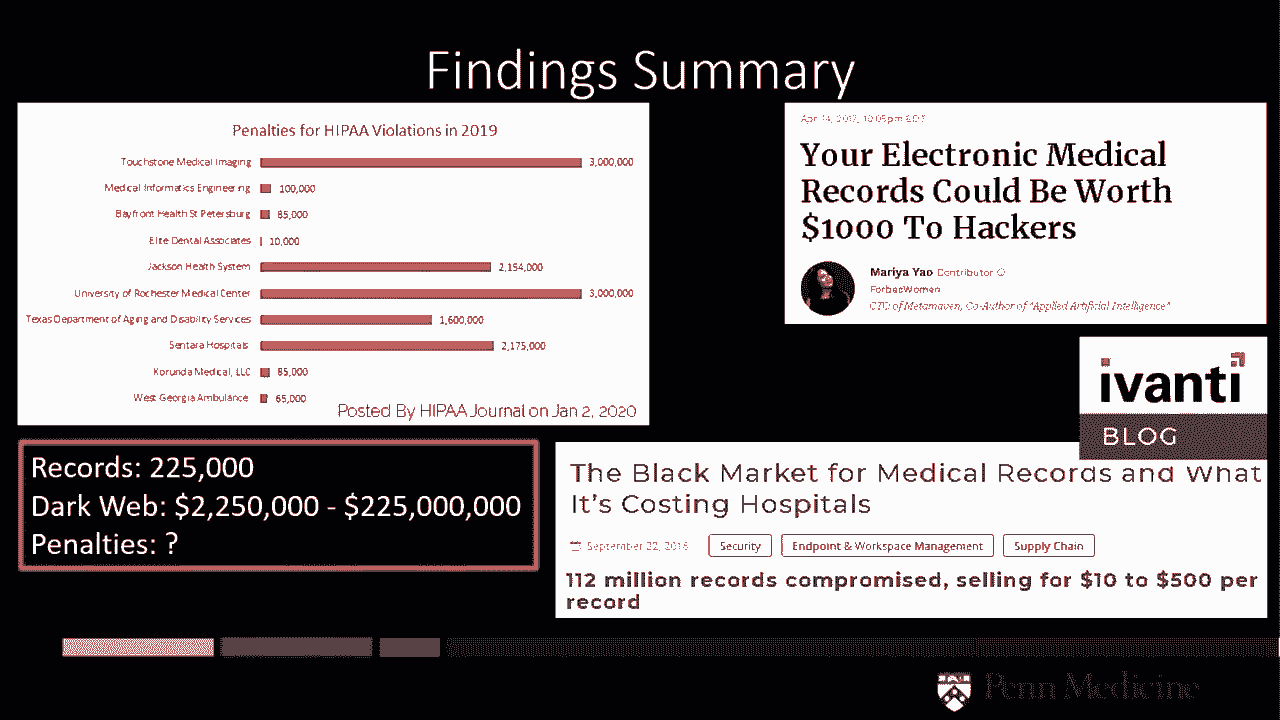 Findings Summary
Penalties for HIPAA Violations in 2019
Touchstone Medical Imaging 3,000,000
Medical Informatics Engineering 100,000
Bayfront Health St Petersburg 85,000
Elite Dental Associates 10,000
Jackson Health System 2,154,000
University of Rochester Medical Center 3,000,000
Texas Department of Aging and Disability Services 1,600,000
Sentara Hospitals 2,175,000
Korunda Medical, LLC 85,000
West Georgia Ambulance 65,000
Posted By HIPAA Journal on Jan 2, 2020
Apr 14, 2017, 10:05pm EDT
Your Electronic Medical
Records Could Be Worth
$1000 To Hackers
Mariya Yao Contributor
ForbesWomen
CTO of Metamaven, Co-Author of "Applied Artificial Intelligence"
ivanti
BLOG
Records: 225,000
Dark Web: $2,250,000 - $225,000,000
Penalties: ?
The Black Market for Medical Records and What
It's Costing Hospitals
September 22, 2016 Security Endpoint & Workspace Management Supply Chain
112 million records compromised, selling for $10 to $500 per
record
Penn Medicine